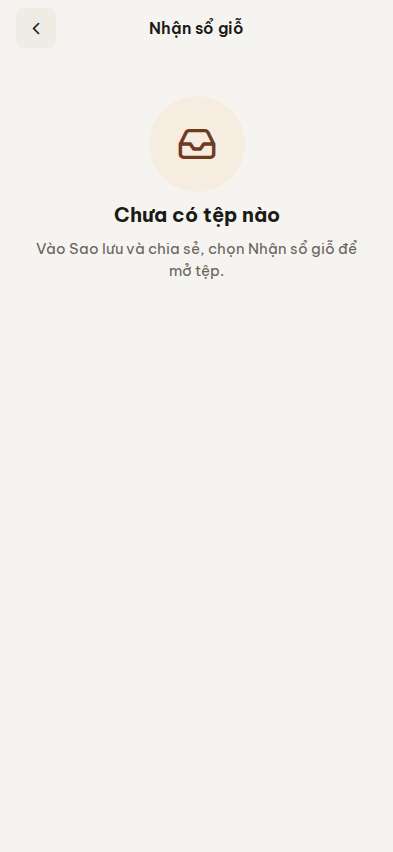 Nhận sổ giỗ
Chưa có tệp nào
Vào Sao lưu và chia sẻ, chọn Nhận sổ giỗ để
mở tệp.